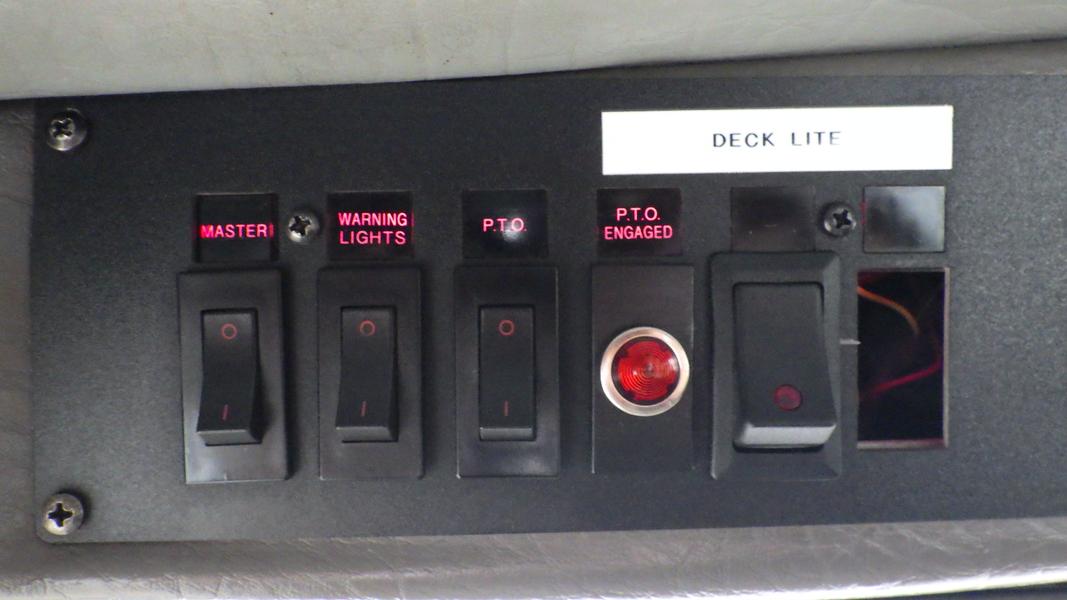 DECK LITE
MASTER
WARNING
LIGHTS
P.T.O.
P.T.O.
ENGAGED